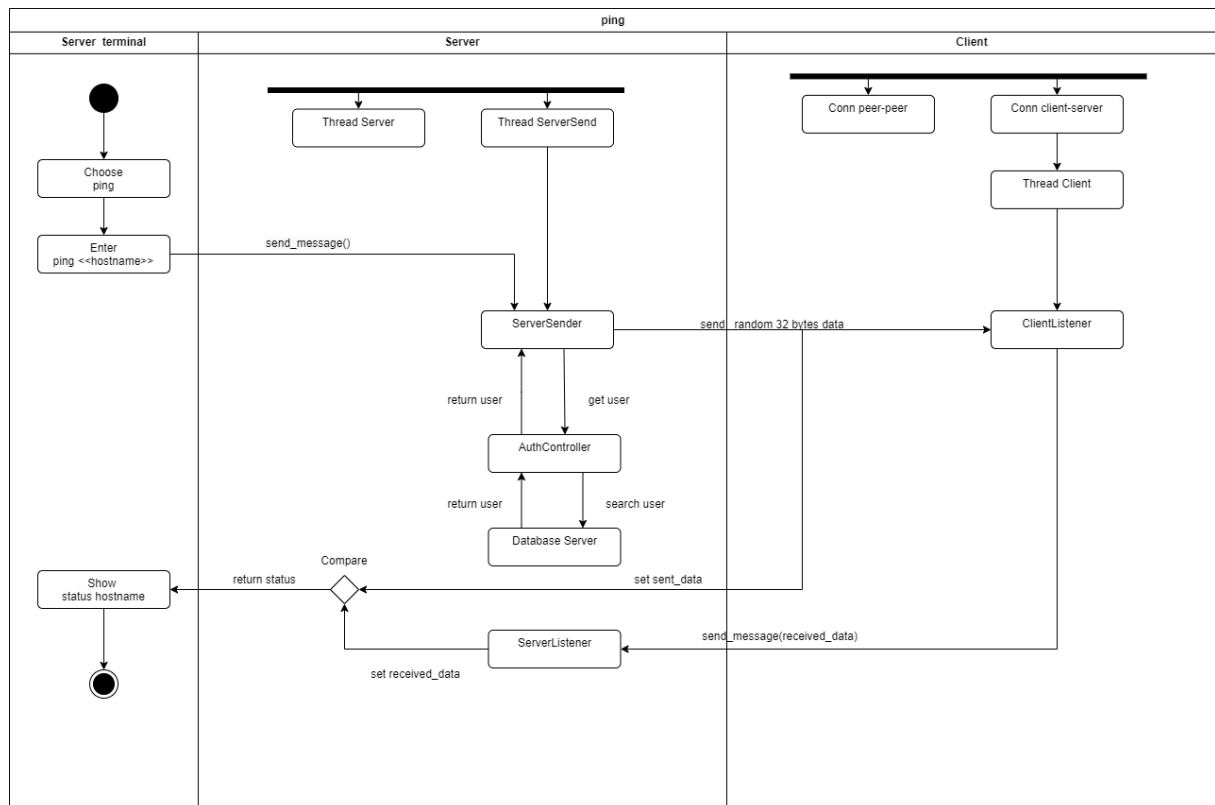 ping
Server terminal
Server
Client
Thread Server
Thread ServerSend
Conn peer-peer
Conn client-server
Choose
ping
Thread Client
Enter
ping <<hostname>>
send_message()
ServerSender
send random 32 bytes data
ClientListener
return user
get user
AuthController
return user
search user
Database Server
Compare
Show
status hostname
return status
set sent_data
ServerListener
send_message(received_data)
set received_data